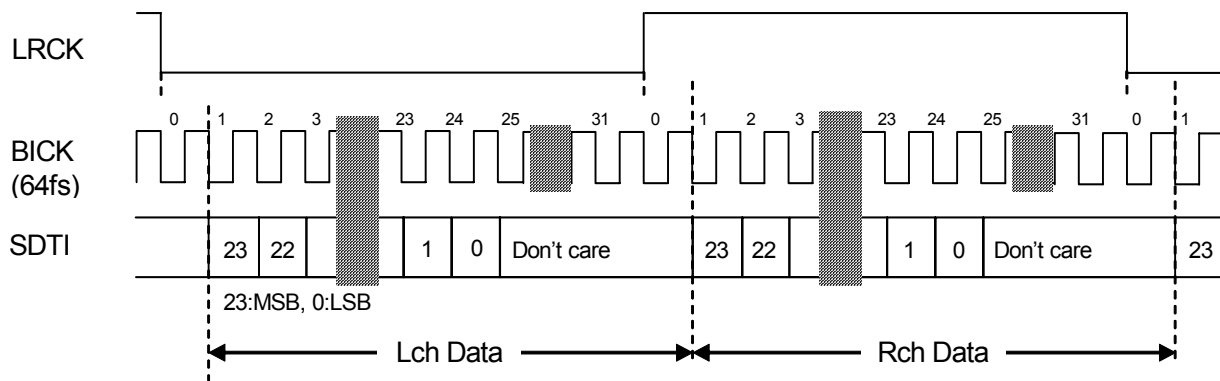 LRCK
0 1 2 3 23 24 25 31 0 1 2 3 23 24 25 31 0 1
BICK
(64fs)
SDTI 23 22 1 0 Don't care 23 22 1 0 Don't care 23
23:MSB, 0:LSB
Lch Data Rch Data